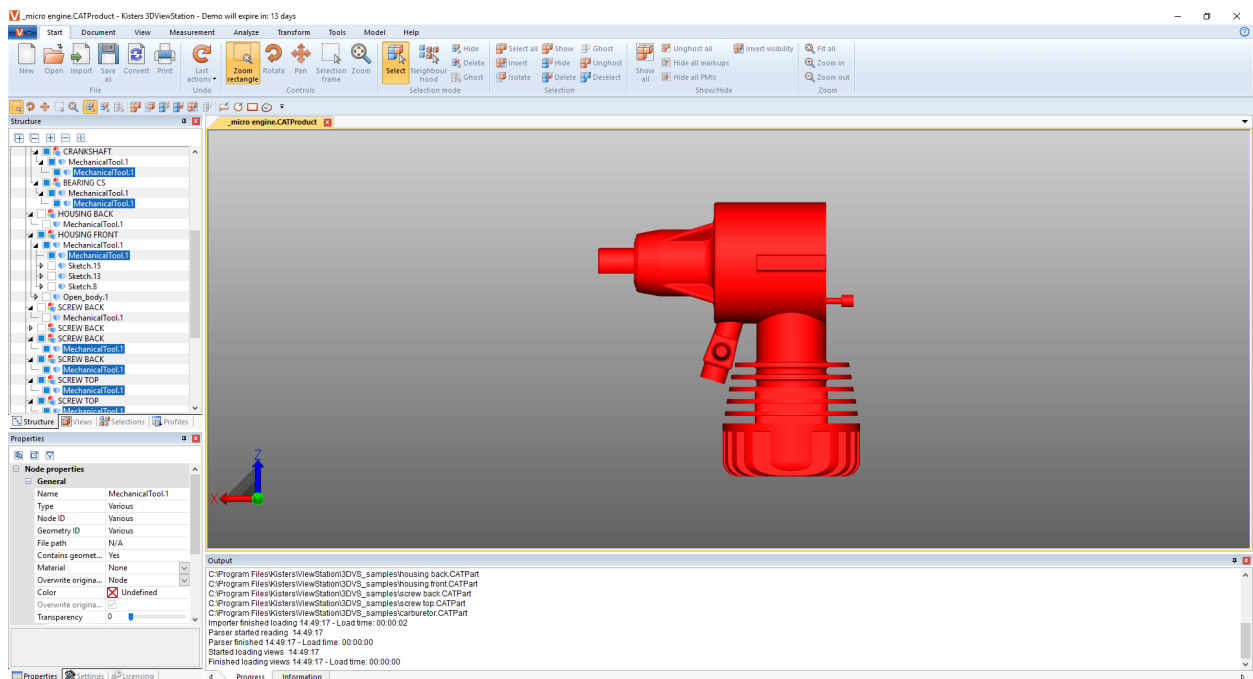 _micro engine.CATProduct - Kisters 3DViewStation - Demo will expire in: 13 days
Start Document View Measurement Analyze Transform Tools Model Help
New Open Import Save as Convert Print
File
Last actions
Undo
Zoom rectangle Rotate Pan Selection frame Zoom
Controls
Select Neighbour hood Hide Delete Ghost
Selection mode
Select all Show Ghost
Invert Hide Unghost
Isolate Delete Deselect
Selection
Show all Unghost all Invert visibility
Hide all markups
Hide all PMIs
Show/Hide
Fit all
Zoom in
Zoom out
Zoom
Structure
_micro engine.CATProduct
CRANKSHAFT
MechanicalTool.1
MechanicalTool.1
BEARING CS
MechanicalTool.1
MechanicalTool.1
HOUSING BACK
MechanicalTool.1
HOUSING FRONT
MechanicalTool.1
MechanicalTool.1
Sketch.15
Sketch.13
Sketch.8
Open_body.1
SCREW BACK
MechanicalTool.1
SCREW BACK
SCREW BACK
MechanicalTool.1
SCREW BACK
MechanicalTool.1
SCREW TOP
MechanicalTool.1
SCREW TOP
MechanicalTool.1
Structure Views Selections Profiles
Properties
Node properties
General
Name MechanicalTool.1
Type Various
Node ID Various
Geometry ID Various
File path N/A
Contains geomet... Yes
Material None
Overwrite origina... Node
Color Undefined
Overwrite origina...
Transparency 0
Properties Settings Licensing
Z
X
Output
C:\Program Files\Kisters\ViewStation\3DVS_samples\housing back.CATPart
C:\Program Files\Kisters\ViewStation\3DVS_samples\housing front.CATPart
C:\Program Files\Kisters\ViewStation\3DVS_samples\screw back.CATPart
C:\Program Files\Kisters\ViewStation\3DVS_samples\screw top.CATPart
C:\Program Files\Kisters\ViewStation\3DVS_samples\carburetor.CATPart
Importer finished loading 14:49:17 - Load time: 00:00:02
Parser started reading 14:49:17
Parser finished 14:49:17 - Load time: 00:00:00
Started loading views 14:49:17
Finished loading views 14:49:17 - Load time: 00:00:00
Progress Information